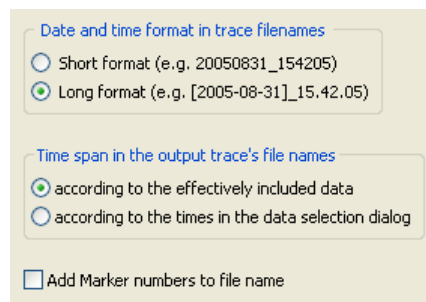 Date and time format in trace filenames
Short format (e.g. 20050831_154205)
Long format (e.g. [2005-08-31]_15.42.05)
Time span in the output trace's file names
according to the effectively included data
according to the times in the data selection dialog
Add Marker numbers to file name